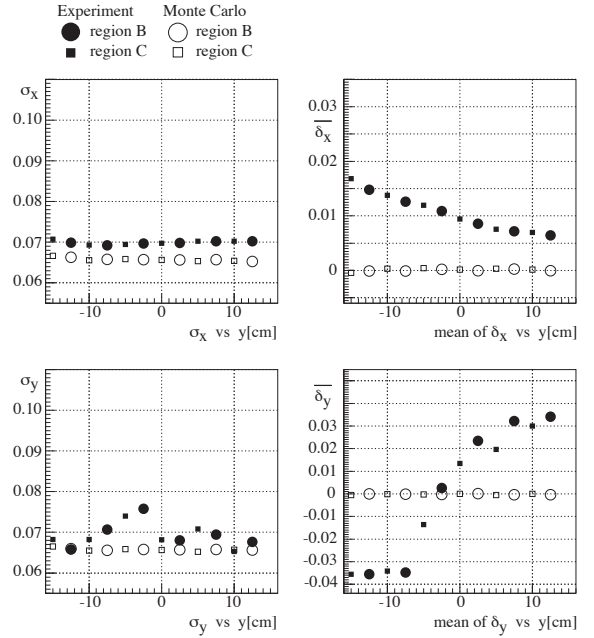 Experiment Monte Carlo
region B region B
region C region C
σx
0.10
0.09
0.08
0.07
0.06
-10 0 10
σx vs y[cm]
δx
0.03
0.02
0.01
0
-10 0 10
mean of δx vs y[cm]
σy
0.10
0.09
0.08
0.07
0.06
-10 0 10
σy vs y[cm]
δy
0.03
0.02
0.01
0
-0.01
-0.02
-0.03
-0.04
-10 0 10
mean of δy vs y[cm]